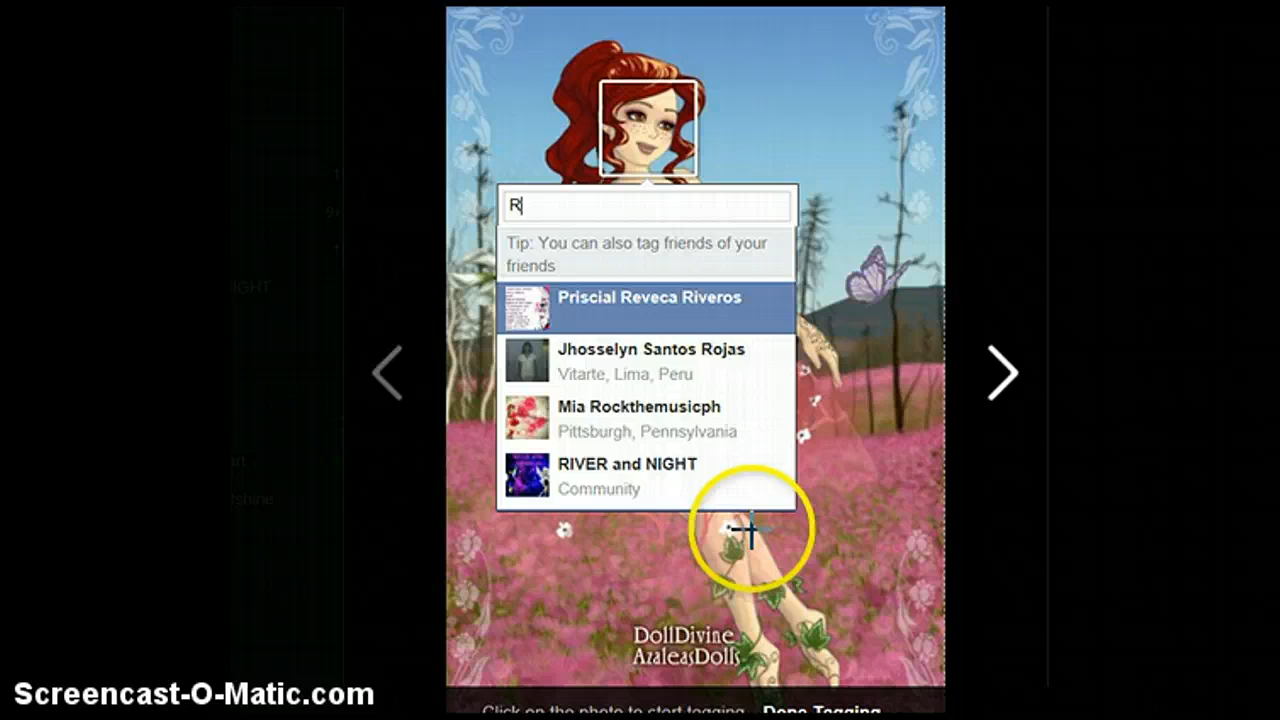 R
Tip: You can also tag friends of your
friends
Priscial Reveca Riveros
Jhosselyn Santos Rojas
Vitarte, Lima, Peru
Mia Rockthemusicph
Pittsburgh, Pennsylvania
RIVER and NIGHT
Community
IGHT
tshine
DollDivine
AzaleasDolls
Screencast-O-Matic.com
Click on the photo to start tagging Done Tagging